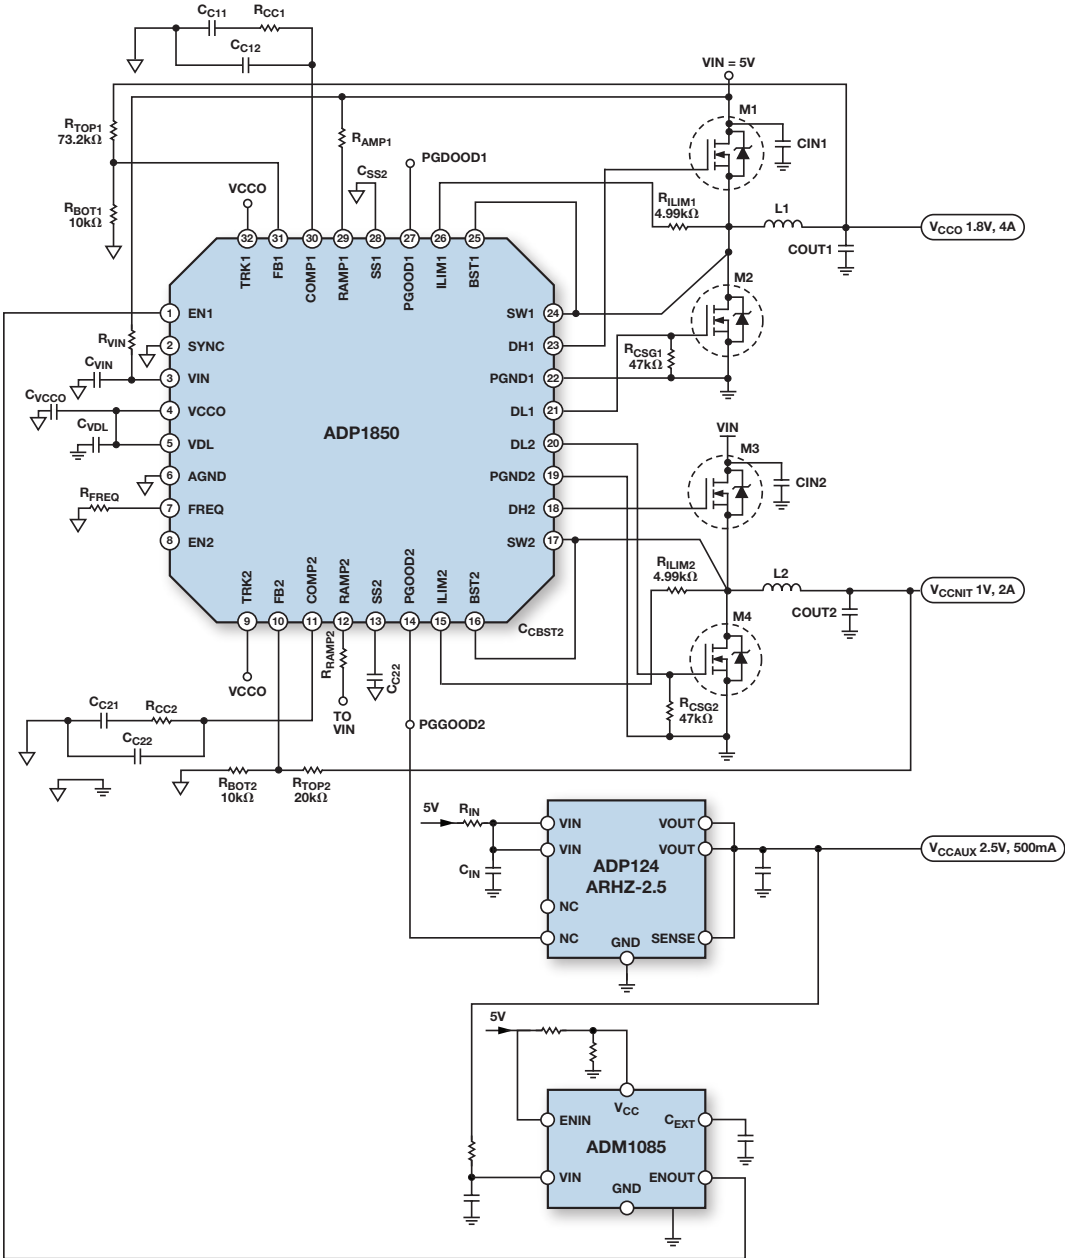 CC11 RCC1
CC12
VIN = 5V
M1
RTOP1
73.2kΩ
RAMP1
CIN1
PGDOOD1
CSS2
VCCO
RILIM1
4.99kΩ
RBOT1
10kΩ
L1
VCCO 1.8V, 4A
COUT1
32 31 30 29 28 27 26 25
TRK1 FB1 COMP1 RAMP1 SS1 PGOOD1 ILIM1 BST1
M2
1 EN1
SW1 24
RVIN
2 SYNC
DH1 23
RCSG1
47kΩ
CVIN
3 VIN
PGND1 22
CVCCO
4 VCCO
DL1 21
CVDL
ADP1850
5 VDL
DL2 20
VIN
M3
6 AGND
PGND2 19
CIN2
RFREQ
7 FREQ
DH2 18
8 EN2
SW2 17
RILIM2
4.99kΩ
L2
VCCNIT 1V, 2A
COUT2
TRK2 FB2 COMP2 RAMP2 SS2 PGOOD2 ILIM2 BST2
9 10 11 12 13 14 15 16
CCBST2
M4
RRAMP2
CC22
VCCO
TO
VIN
PGGOOD2
RCSG2
47kΩ
CC21 RCC2
CC22
RBOT2
10kΩ
RTOP2
20kΩ
5V RIN
VIN VOUT
VIN VOUT
VCCAUX 2.5V, 500mA
CIN
ADP124
ARHZ-2.5
NC
NC SENSE
GND
5V
VCC
ENIN CEXT
ADM1085
VIN ENOUT
GND